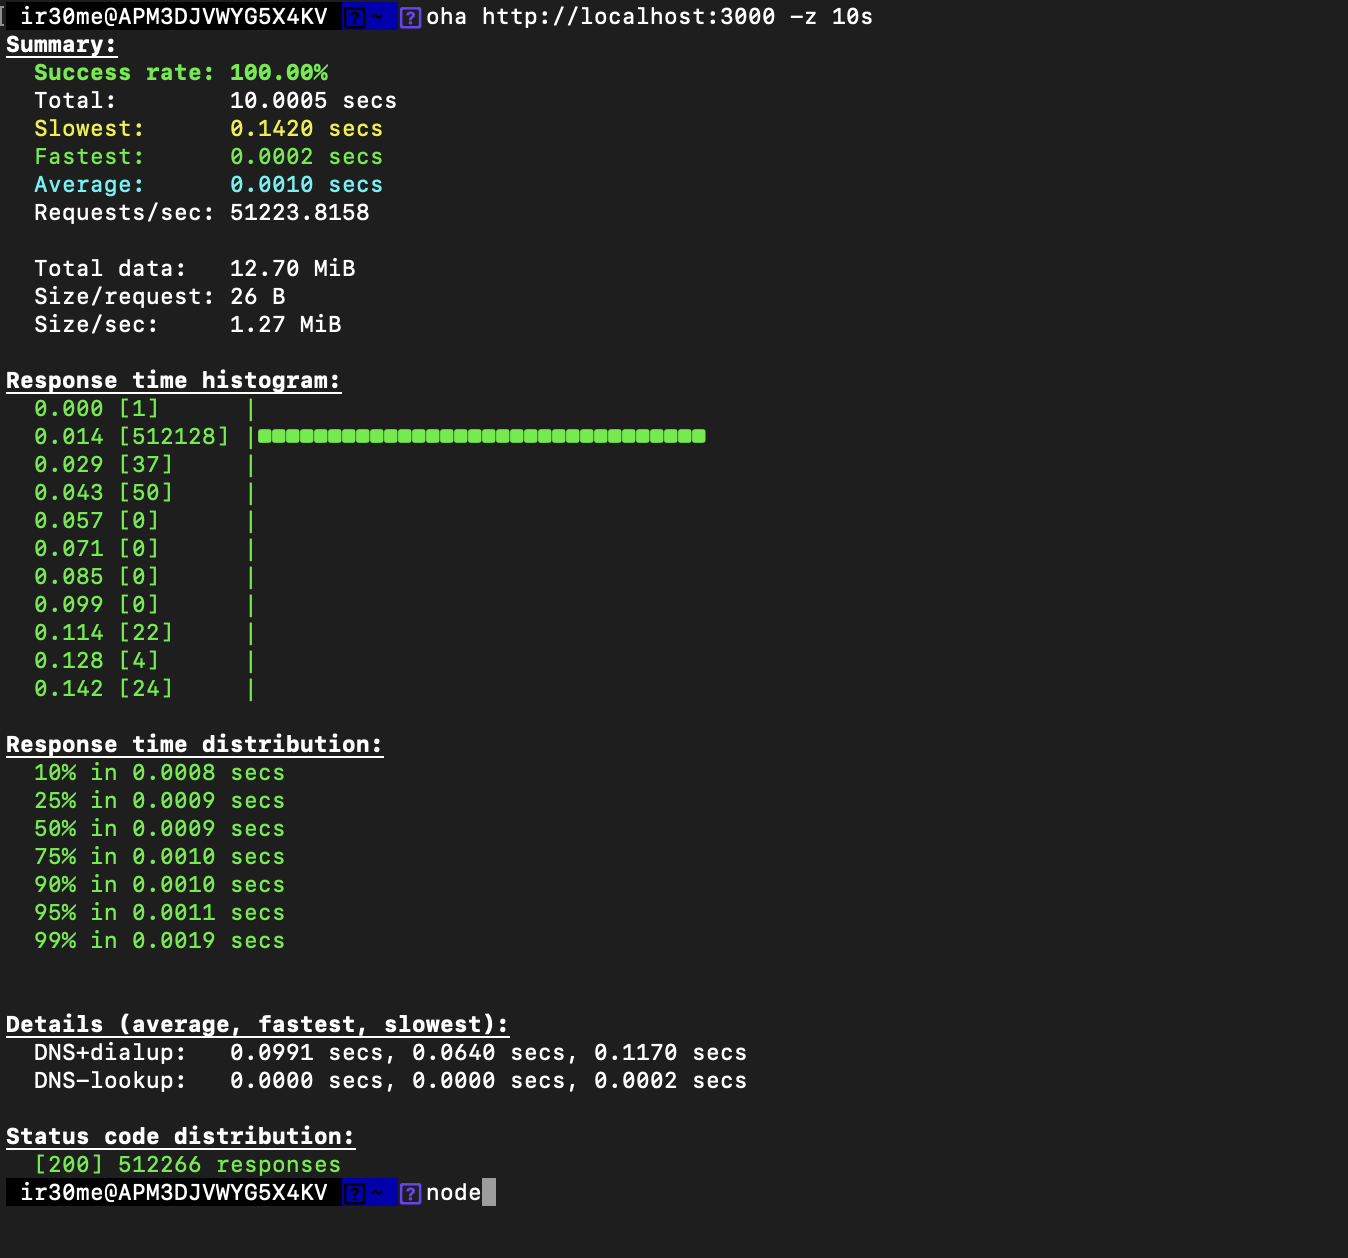 ir30me@APM3DJVWYG5X4KV ? ~ ? oha http://localhost:3000 -z 10s
Summary:
Success rate: 100.00%
Total: 10.0005 secs
Slowest: 0.1420 secs
Fastest: 0.0002 secs
Average: 0.0010 secs
Requests/sec: 51223.8158
Total data: 12.70 MiB
Size/request: 26 B
Size/sec: 1.27 MiB
Response time histogram:
0.000 [1] |
0.014 [512128] |■■■■■■■■■■■■■■■■■■■■■■■■■■■■■■■■
0.029 [37] |
0.043 [50] |
0.057 [0] |
0.071 [0] |
0.085 [0] |
0.099 [0] |
0.114 [22] |
0.128 [4] |
0.142 [24] |
Response time distribution:
10% in 0.0008 secs
25% in 0.0009 secs
50% in 0.0009 secs
75% in 0.0010 secs
90% in 0.0010 secs
95% in 0.0011 secs
99% in 0.0019 secs
Details (average, fastest, slowest):
DNS+dialup: 0.0991 secs, 0.0640 secs, 0.1170 secs
DNS-lookup: 0.0000 secs, 0.0000 secs, 0.0002 secs
Status code distribution:
[200] 512266 responses
ir30me@APM3DJVWYG5X4KV ? ~ ? node